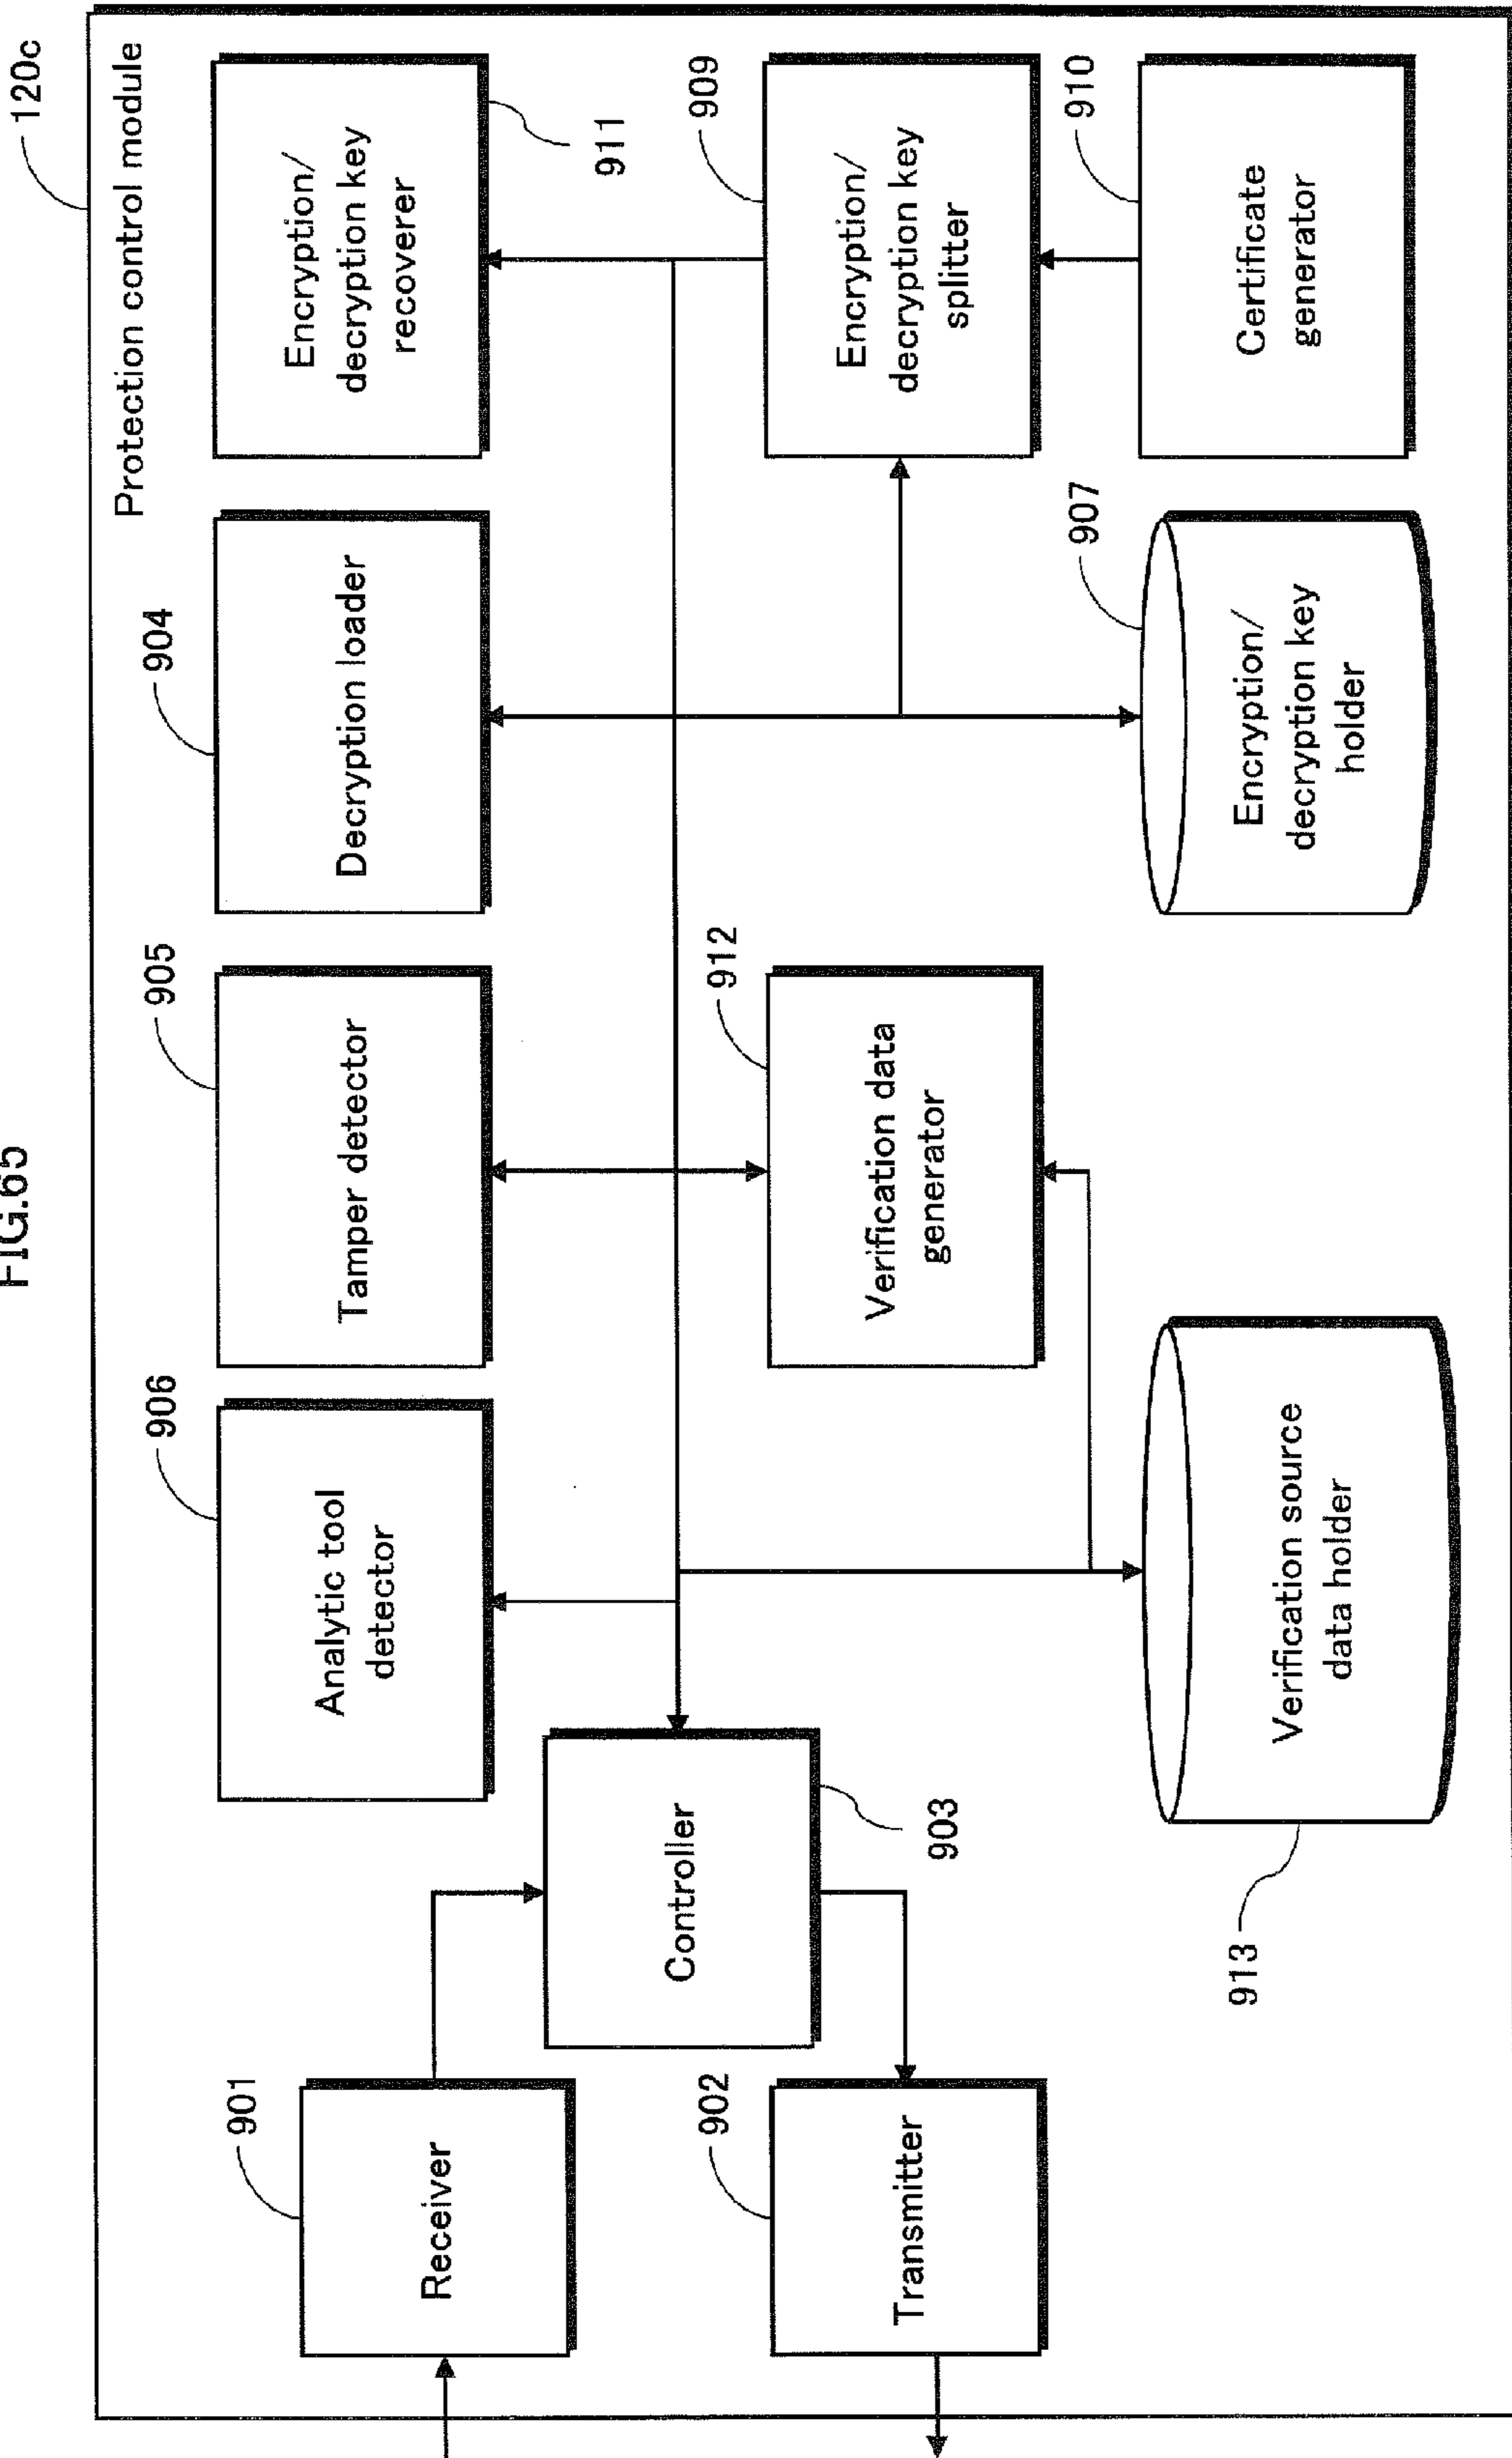 FIG.65
120c
Protection control module
901
Receiver
902
Transmitter
Controller
903
906
Analytic tool
detector
905
Tamper detector
904
Decryption loader
Encryption/
decryption key
recoverer
911
912
Verification data
generator
909
Encryption/
decryption key
splitter
Verification source
data holder
913
907
Encryption/
decryption key
holder
910
Certificate
generator